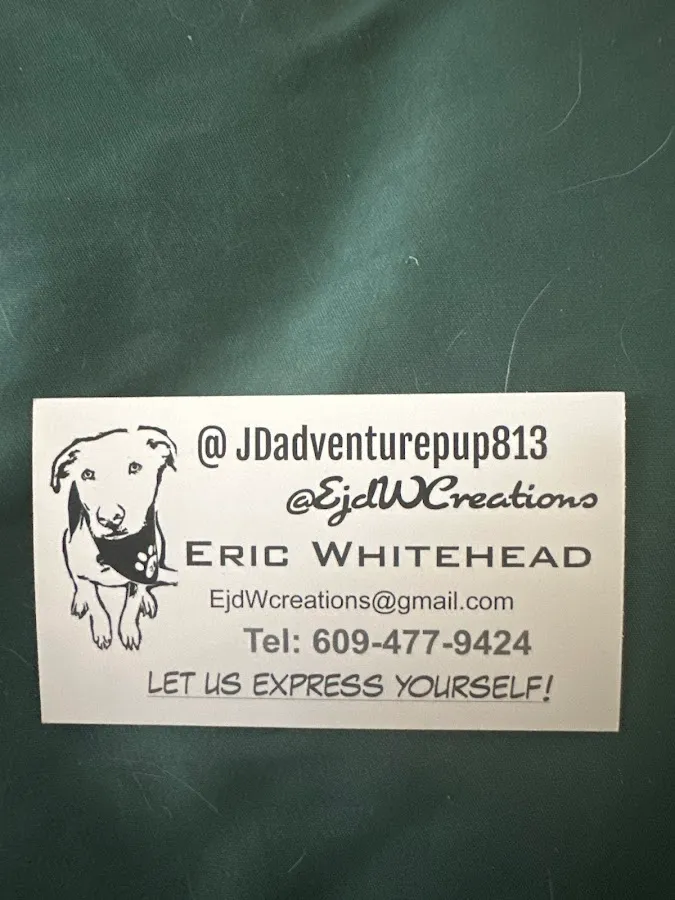 @ JDadventurepup813
@EjdWCreations
ERIC WHITEHEAD
EjdWcreations@gmail.com
Tel: 609-477-9424
LET US EXPRESS YOURSELF!